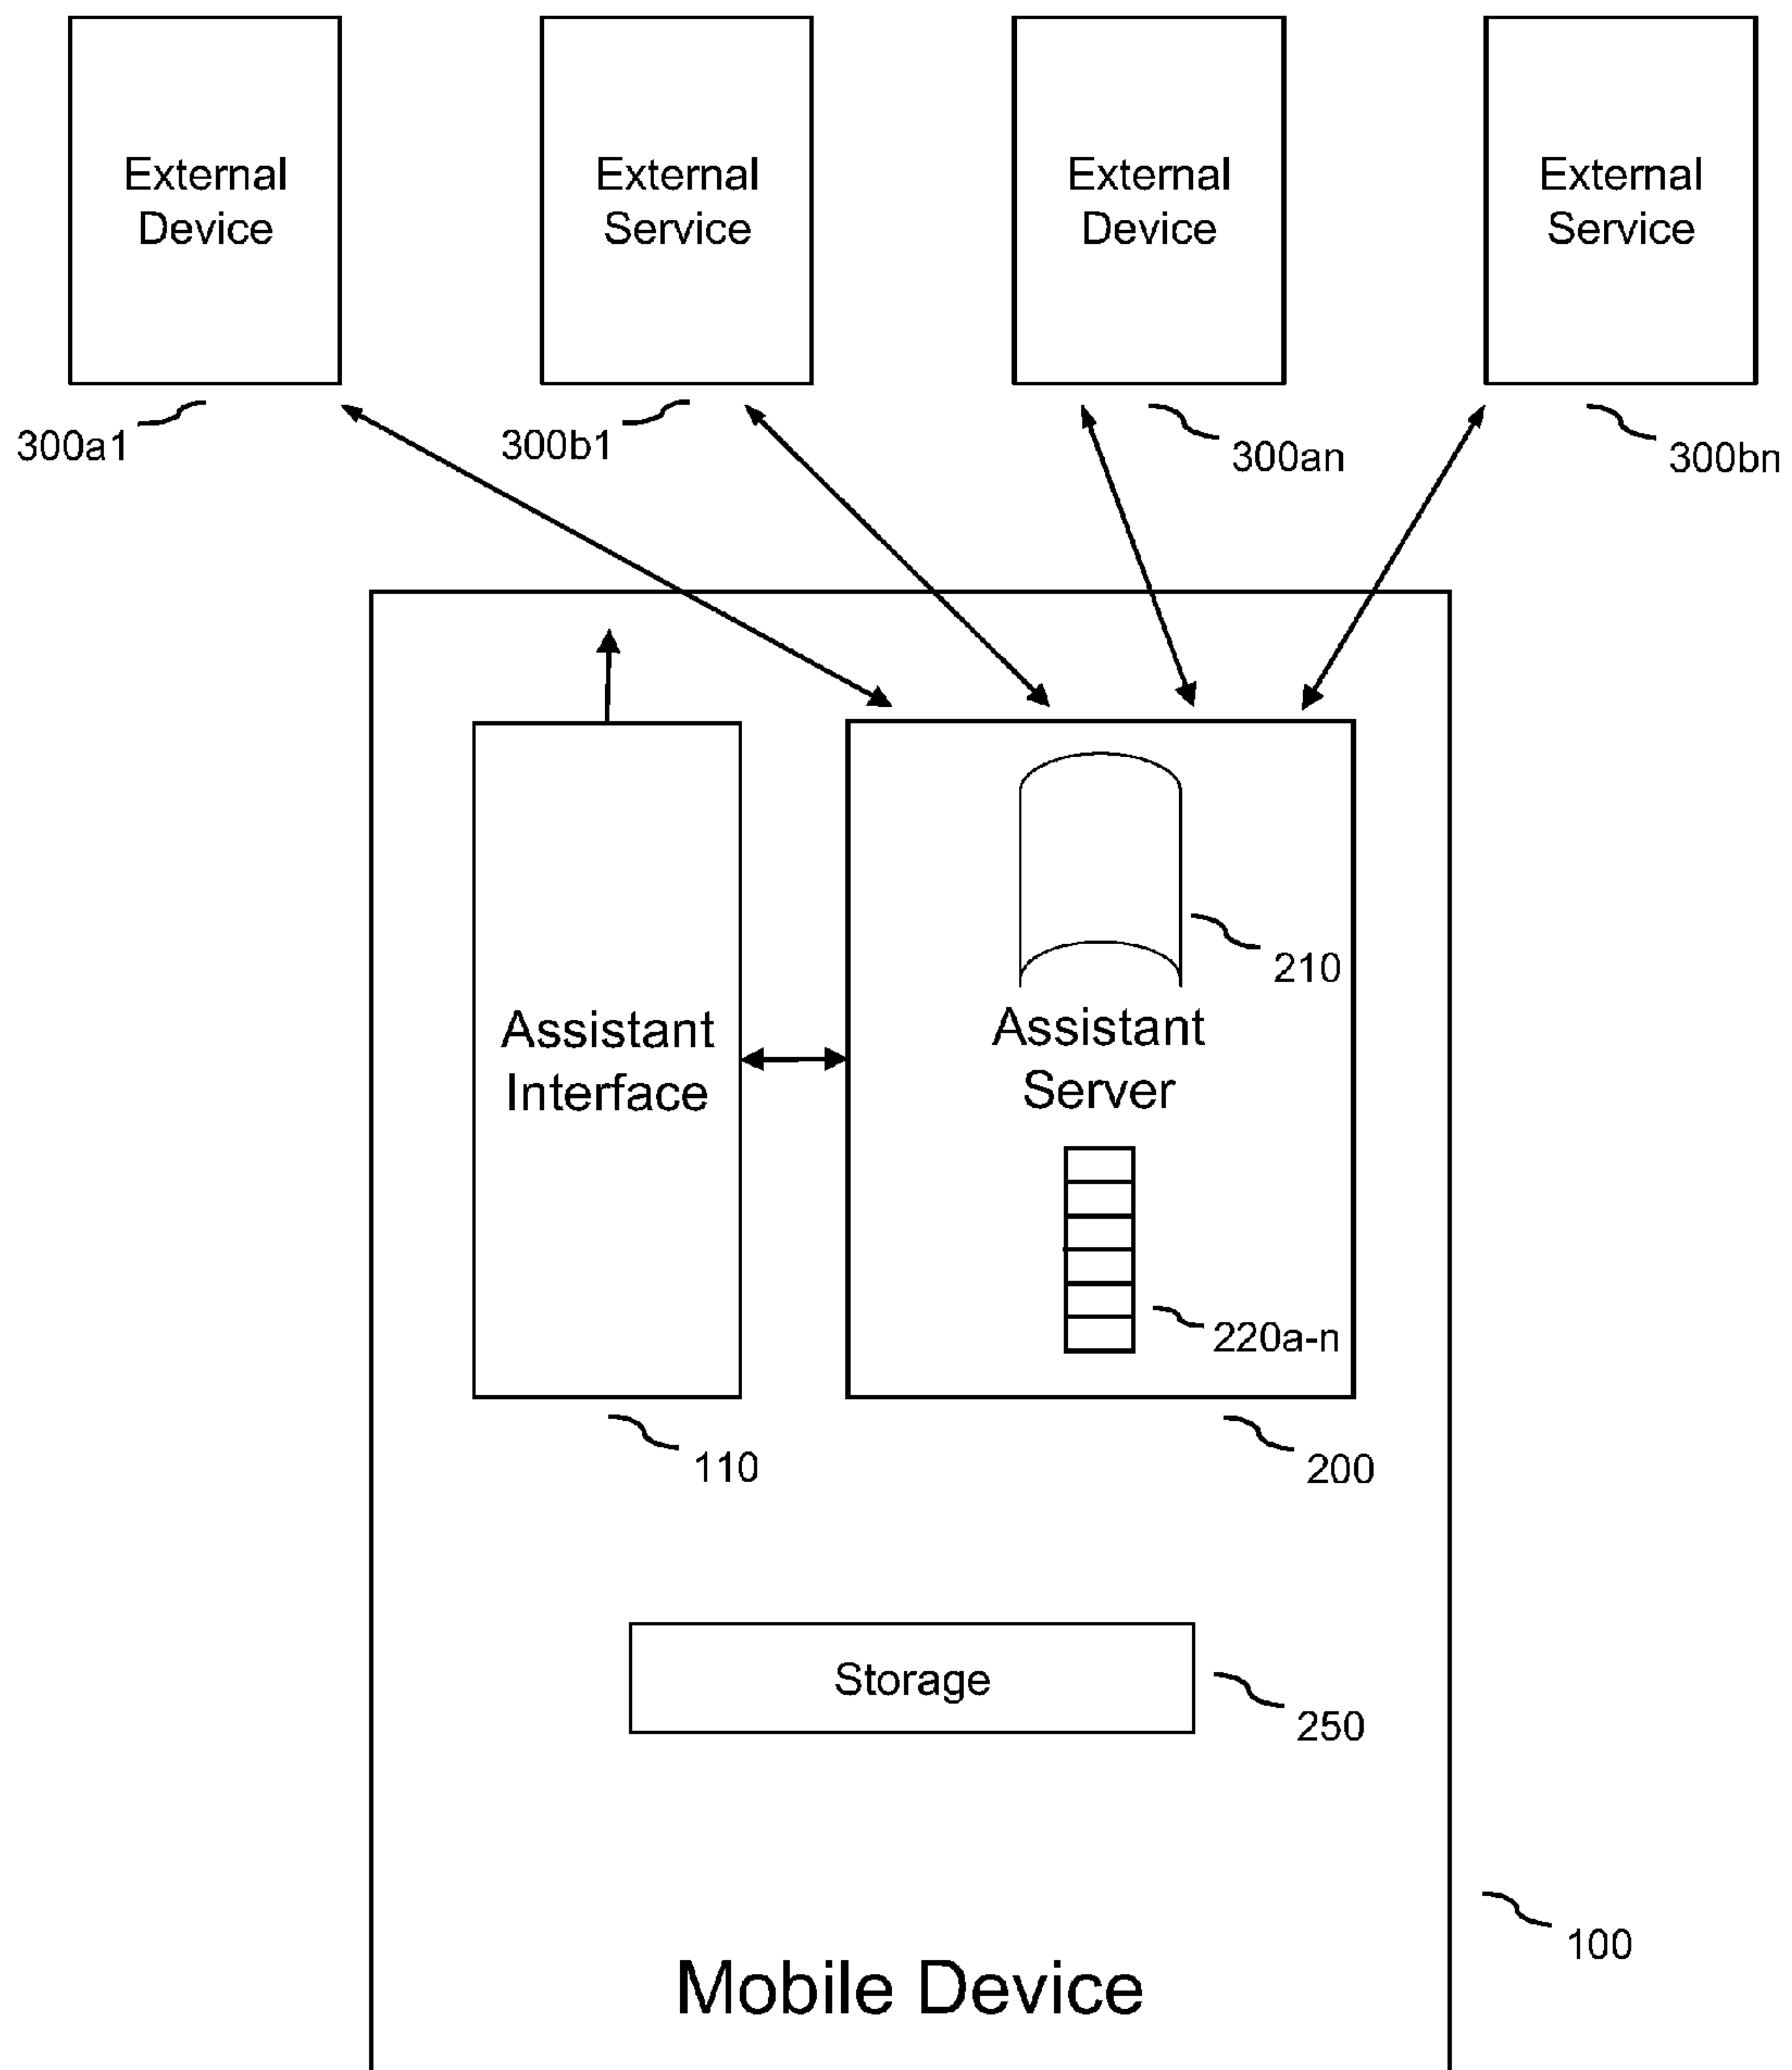 External
Device
External
Service
External
Device
External
Service
300a1
300b1
300an
300bn
210
Assistant
Interface
Assistant
Server
220a-n
110
200
Storage
250
100
Mobile Device